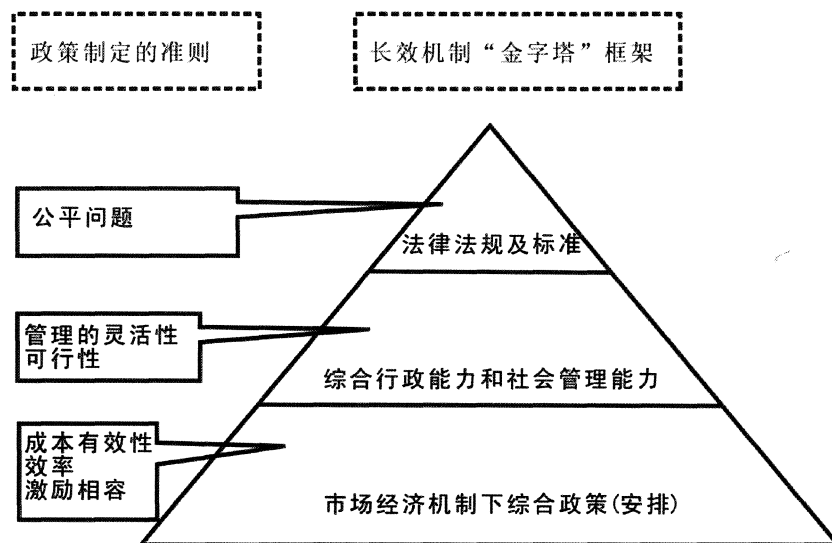 政策制定的准则
长效机制“金字塔”框架
公平问题
法律法规及标准
管理的灵活性
可行性
综合行政能力和社会管理能力
成本有效性
效率
激励相容
市场经济机制下综合政策(安排)